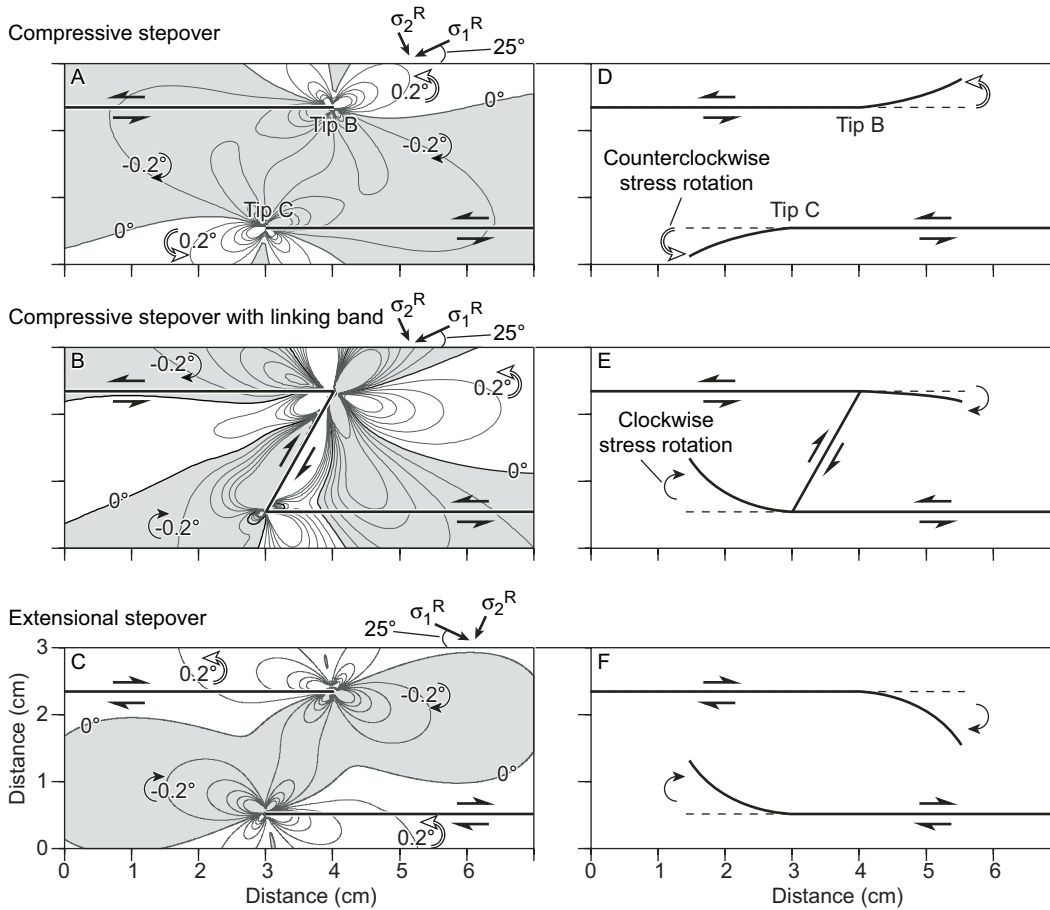 Compressive stepover
σ2R
σ1R
25°
A
0.2°
0°
Tip B
-0.2°
-0.2°
Tip C
0°
0.2°
D
Tip B
Counterclockwise
stress rotation
Tip C
Compressive stepover with linking band
σ2R
σ1R
25°
B
-0.2°
0.2°
0°
0°
-0.2°
E
Clockwise
stress rotation
Extensional stepover
σ1R
σ2R
25°
C
0.2°
-0.2°
0°
0°
-0.2°
0.2°
F
3
2
1
0
Distance (cm)
0 1 2 3 4 5 6
Distance (cm)
0 1 2 3 4 5 6
Distance (cm)